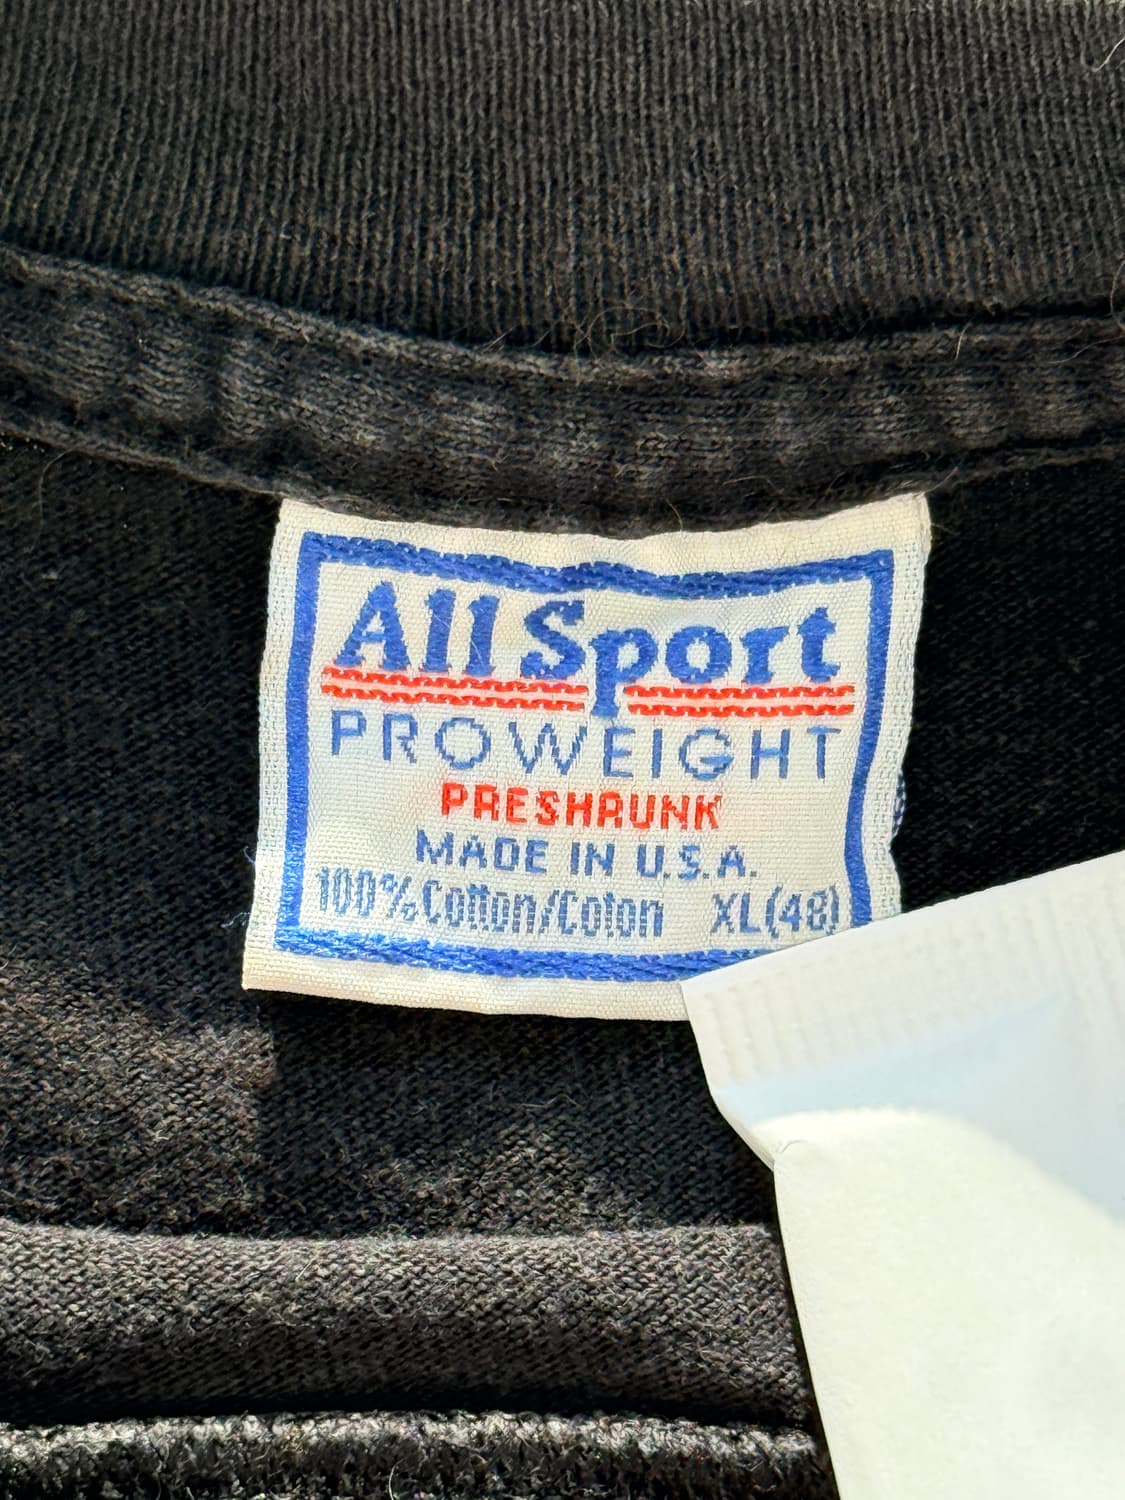 All Sport
PROWEIGHT
PRESHRUNK
MADE IN U.S.A.
100% Cotton/Coton XL(48)